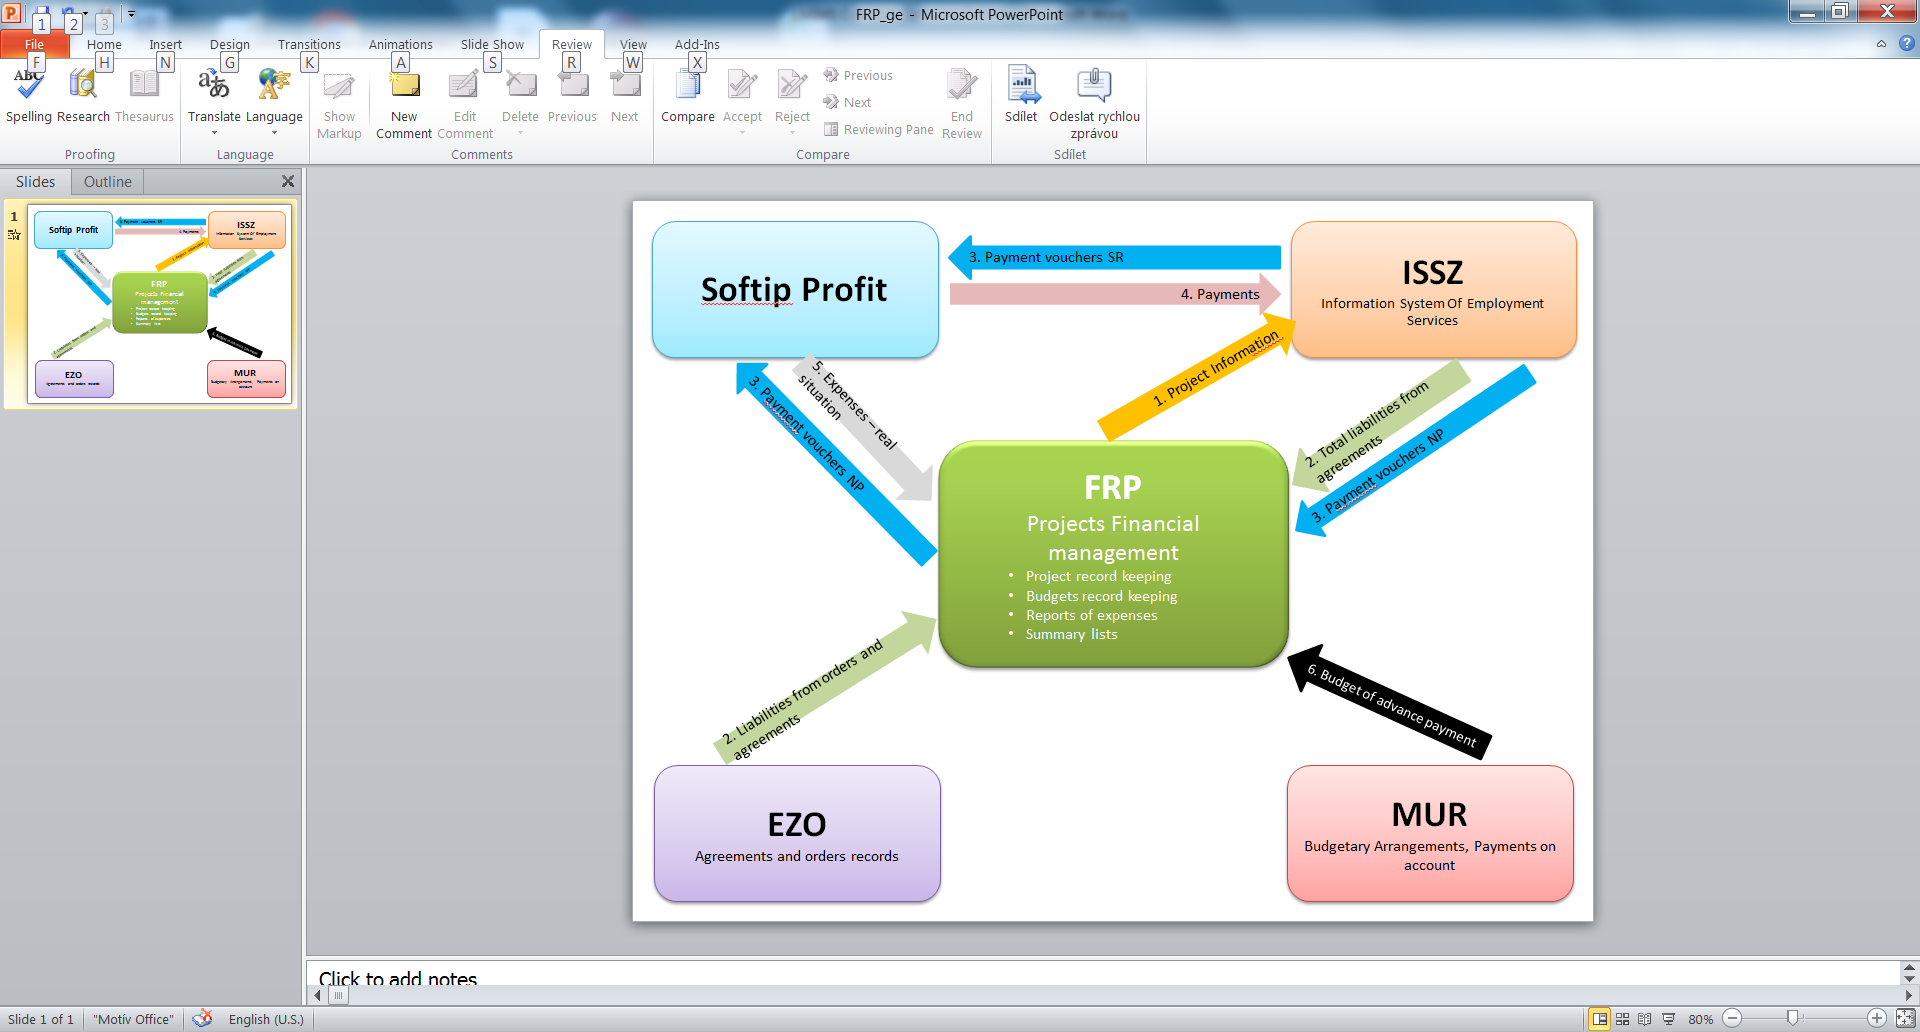 FRP_ge - Microsoft PowerPoint
1 2 3
File Home Insert Design Transitions Animations Slide Show Review View Add-Ins
F H N G K A S R W X
Spelling Research Thesaurus
Proofing
Translate Language
Language
Show Markup
New Comment
Edit Comment
Delete Previous Next
Comments
Compare Accept Reject
Previous
Next
Reviewing Pane
End Review
Compare
Sdílet
Odeslat rychlou
zprávou
Sdílet
Slides Outline
1
Softip Profit
ISSZ
Information System Of Employment
Services
3. Payment vouchers SR
4. Payments
1. Project Information
5. Expenses – real
situation
3. Payment vouchers NP
2. Total liabilities from
agreements
3. Payment vouchers NP
FRP
Projects Financial
management
• Project record keeping
• Budgets record keeping
• Reports of expenses
• Summary lists
2. Liabilities from orders and
agreements
6. Budget of advance payment
EZO
Agreements and orders records
MUR
Budgetary Arrangements, Payments on
account
Click to add notes
Slide 1 of 1 "Motív Office" English (U.S.) 80%